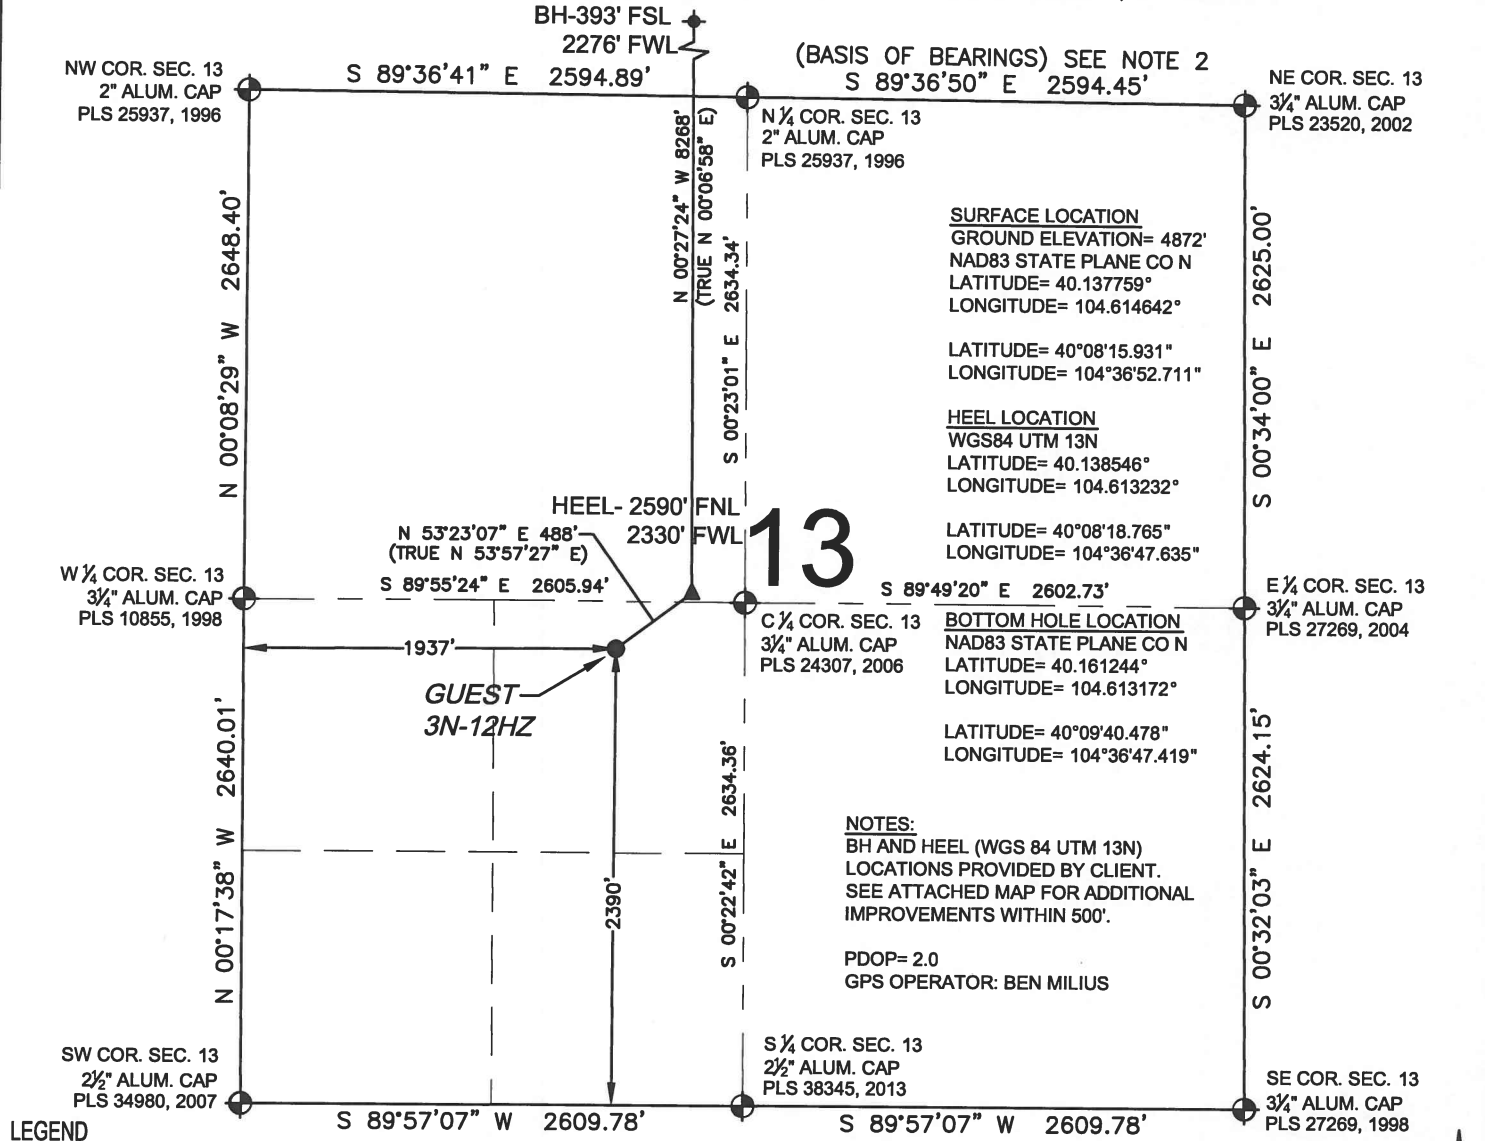 BH-393' FSL
2276' FWL
(BASIS OF BEARINGS) SEE NOTE 2
S 89°36'41" E 2594.89'
S 89°36'50" E 2594.45'
NW COR. SEC. 13
2" ALUM. CAP
PLS 25937, 1996
N ¼ COR. SEC. 13
2" ALUM. CAP
PLS 25937, 1996
NE COR. SEC. 13
3¼" ALUM. CAP
PLS 23520, 2002
N 00°08'29" W 2648.40'
N 00°27'24" W 8268'
(TRUE N 00°06'58" E)
S 00°23'01" E 2634.34'
S 00°34'00" E 2625.00'
SURFACE LOCATION
GROUND ELEVATION= 4872'
NAD83 STATE PLANE CO N
LATITUDE= 40.137759°
LONGITUDE= 104.614642°
LATITUDE= 40°08'15.931"
LONGITUDE= 104°36'52.711"
HEEL LOCATION
WGS84 UTM 13N
LATITUDE= 40.138546°
LONGITUDE= 104.613232°
LATITUDE= 40°08'18.765"
LONGITUDE= 104°36'47.635"
HEEL- 2590' FNL
2330' FWL
13
N 53°23'07" E 488'
(TRUE N 53°57'27" E)
S 89°55'24" E 2605.94'
S 89°49'20" E 2602.73'
W ¼ COR. SEC. 13
3¼" ALUM. CAP
PLS 10855, 1998
C ¼ COR. SEC. 13
3¼" ALUM. CAP
PLS 24307, 2006
E ¼ COR. SEC. 13
3¼" ALUM. CAP
PLS 27269, 2004
BOTTOM HOLE LOCATION
NAD83 STATE PLANE CO N
LATITUDE= 40.161244°
LONGITUDE= 104.613172°
LATITUDE= 40°09'40.478"
LONGITUDE= 104°36'47.419"
1937'
GUEST
3N-12HZ
2390'
N 00°17'38" W 2640.01'
S 00°22'42" E 2634.36'
S 00°32'03" E 2624.15'
NOTES:
BH AND HEEL (WGS 84 UTM 13N)
LOCATIONS PROVIDED BY CLIENT.
SEE ATTACHED MAP FOR ADDITIONAL
IMPROVEMENTS WITHIN 500'.
PDOP= 2.0
GPS OPERATOR: BEN MILIUS
SW COR. SEC. 13
2½" ALUM. CAP
PLS 34980, 2007
S ¼ COR. SEC. 13
2½" ALUM. CAP
PLS 38345, 2013
SE COR. SEC. 13
3¼" ALUM. CAP
PLS 27269, 1998
S 89°57'07" W 2609.78'
S 89°57'07" W 2609.78'
LEGEND